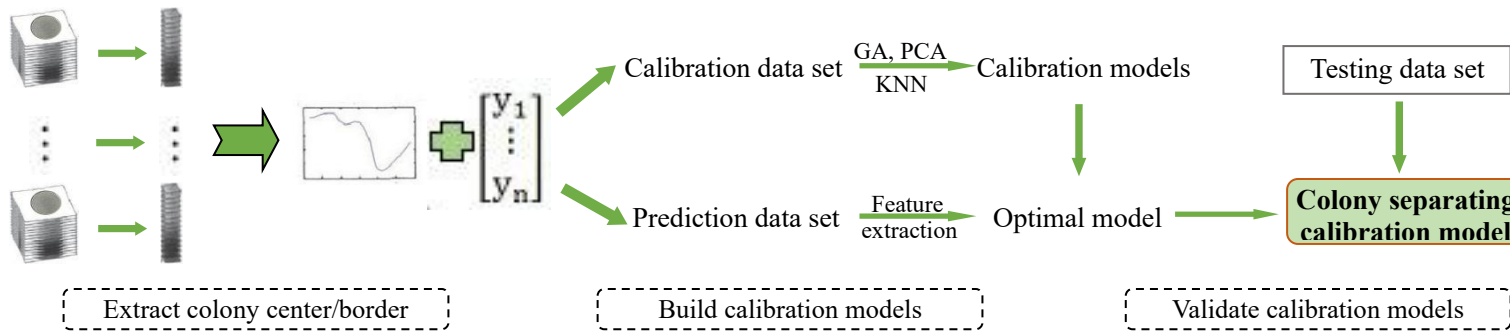 GA, PCA
Calibration data set
KNN
Calibration models
Testing data set
y1
⋮
yn
Prediction data set
Feature
extraction
Optimal model
Colony separating
calibration model
Extract colony center/border
Build calibration models
Validate calibration models